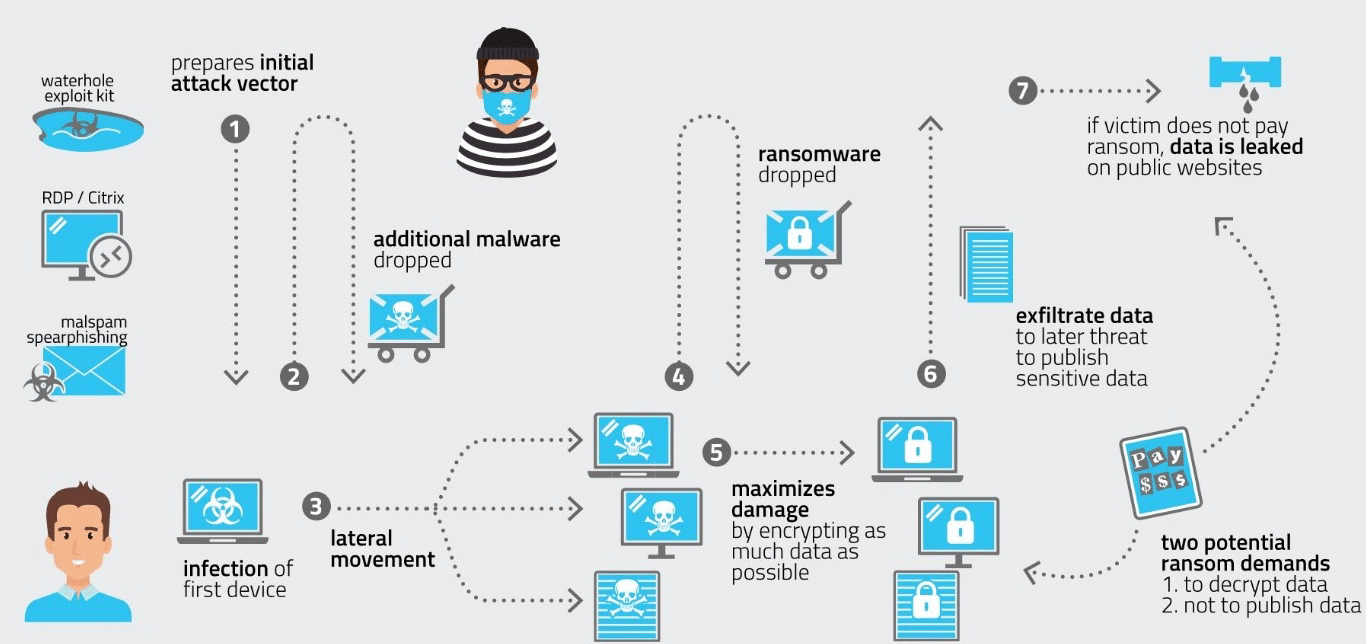 waterhole
exploit kit
RDP / Citrix
malspam
spearphishing
prepares initial
attack vector
1
2
additional malware
dropped
infection of
first device
3
lateral
movement
4
ransomware
dropped
5
maximizes
damage
by encrypting as
much data as
possible
6
exfiltrate data
to later threat
to publish
sensitive data
7
if victim does not pay
ransom, data is leaked
on public websites
Pay
$$$
two potential
ransom demands
1. to decrypt data
2. not to publish data